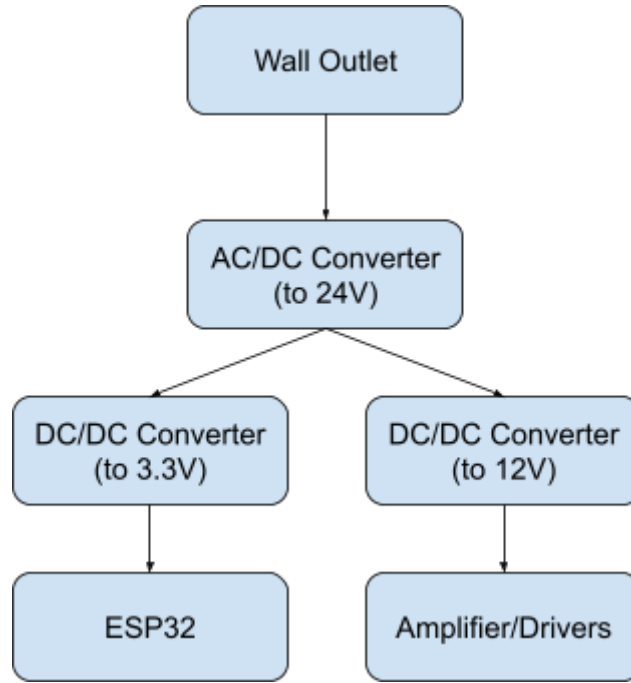 Wall Outlet
AC/DC Converter
(to 24V)
DC/DC Converter
(to 3.3V)
DC/DC Converter
(to 12V)
ESP32
Amplifier/Drivers